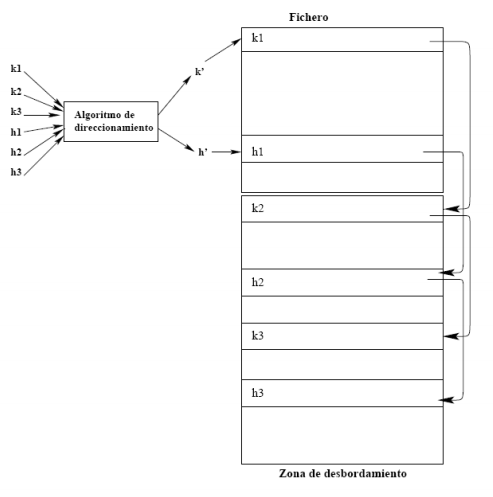 Fichero
k1
k2
k3
h1
h2
h3
Algoritmo de
direccionamiento
k'
h'
k1
h1
k2
h2
k3
h3
Zona de desbordamiento